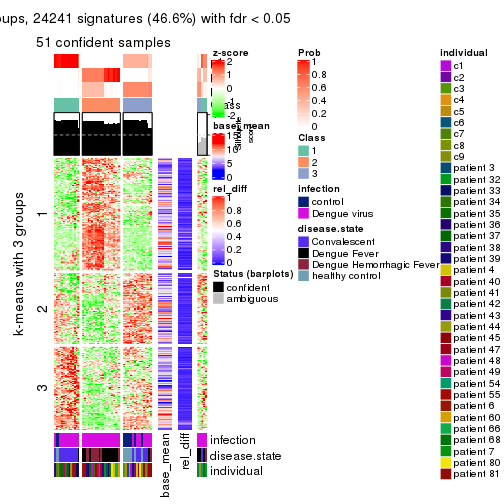 oups, 24241 signatures (46.6%) with fdr < 0.05
51 confident samples
k-means with 3 groups
1
2
3
base_mean
rel_diff
infection
disease.state
individual
z-score
2
1
0
-1
-2
base_mean
15
10
5
0
rel_diff
1
0.8
0.6
0.4
0.2
0
Status (barplots)
confident
ambiguous
Prob
1
0.8
0.6
0.4
0.2
0
Class
1
2
3
infection
control
Dengue virus
disease.state
Convalescent
Dengue Fever
Dengue Hemorrhagic Fever
healthy control
individual
c1
c2
c3
c4
c5
c6
c7
c8
c9
patient 3
patient 32
patient 33
patient 34
patient 35
patient 36
patient 37
patient 38
patient 39
patient 4
patient 40
patient 41
patient 42
patient 43
patient 44
patient 45
patient 47
patient 48
patient 49
patient 54
patient 55
patient 6
patient 60
patient 66
patient 68
patient 7
patient 80
patient 81